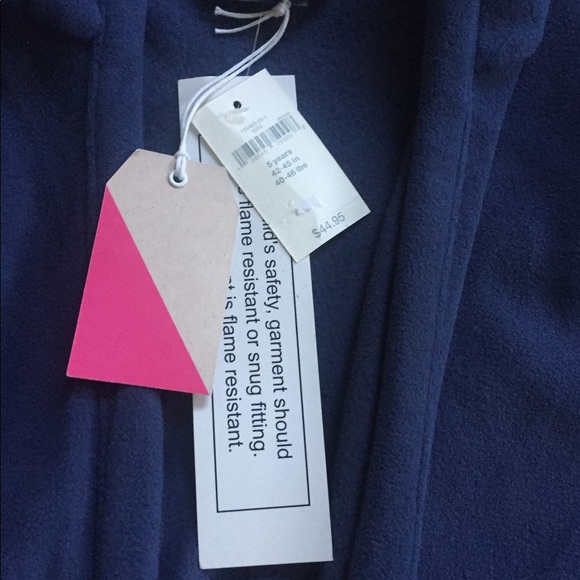 5 years
42-45 in
40-46 lbs
$44.95
ld's safety, garment should
flame resistant or snug fitting.
is flame resistant.